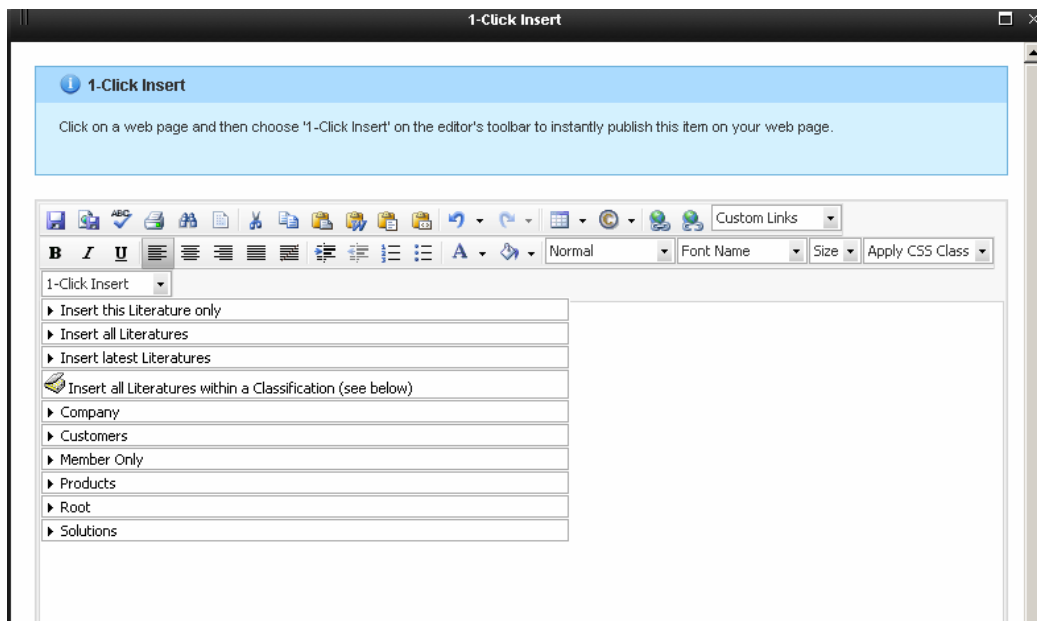 1-Click Insert
1-Click Insert
Click on a web page and then choose '1-Click Insert' on the editor's toolbar to instantly publish this item on your web page.
ABC Custom Links
B I U A Normal Font Name Size Apply CSS Class
1-Click Insert
Insert this Literature only
Insert all Literatures
Insert latest Literatures
Insert all Literatures within a Classification (see below)
Company
Customers
Member Only
Products
Root
Solutions